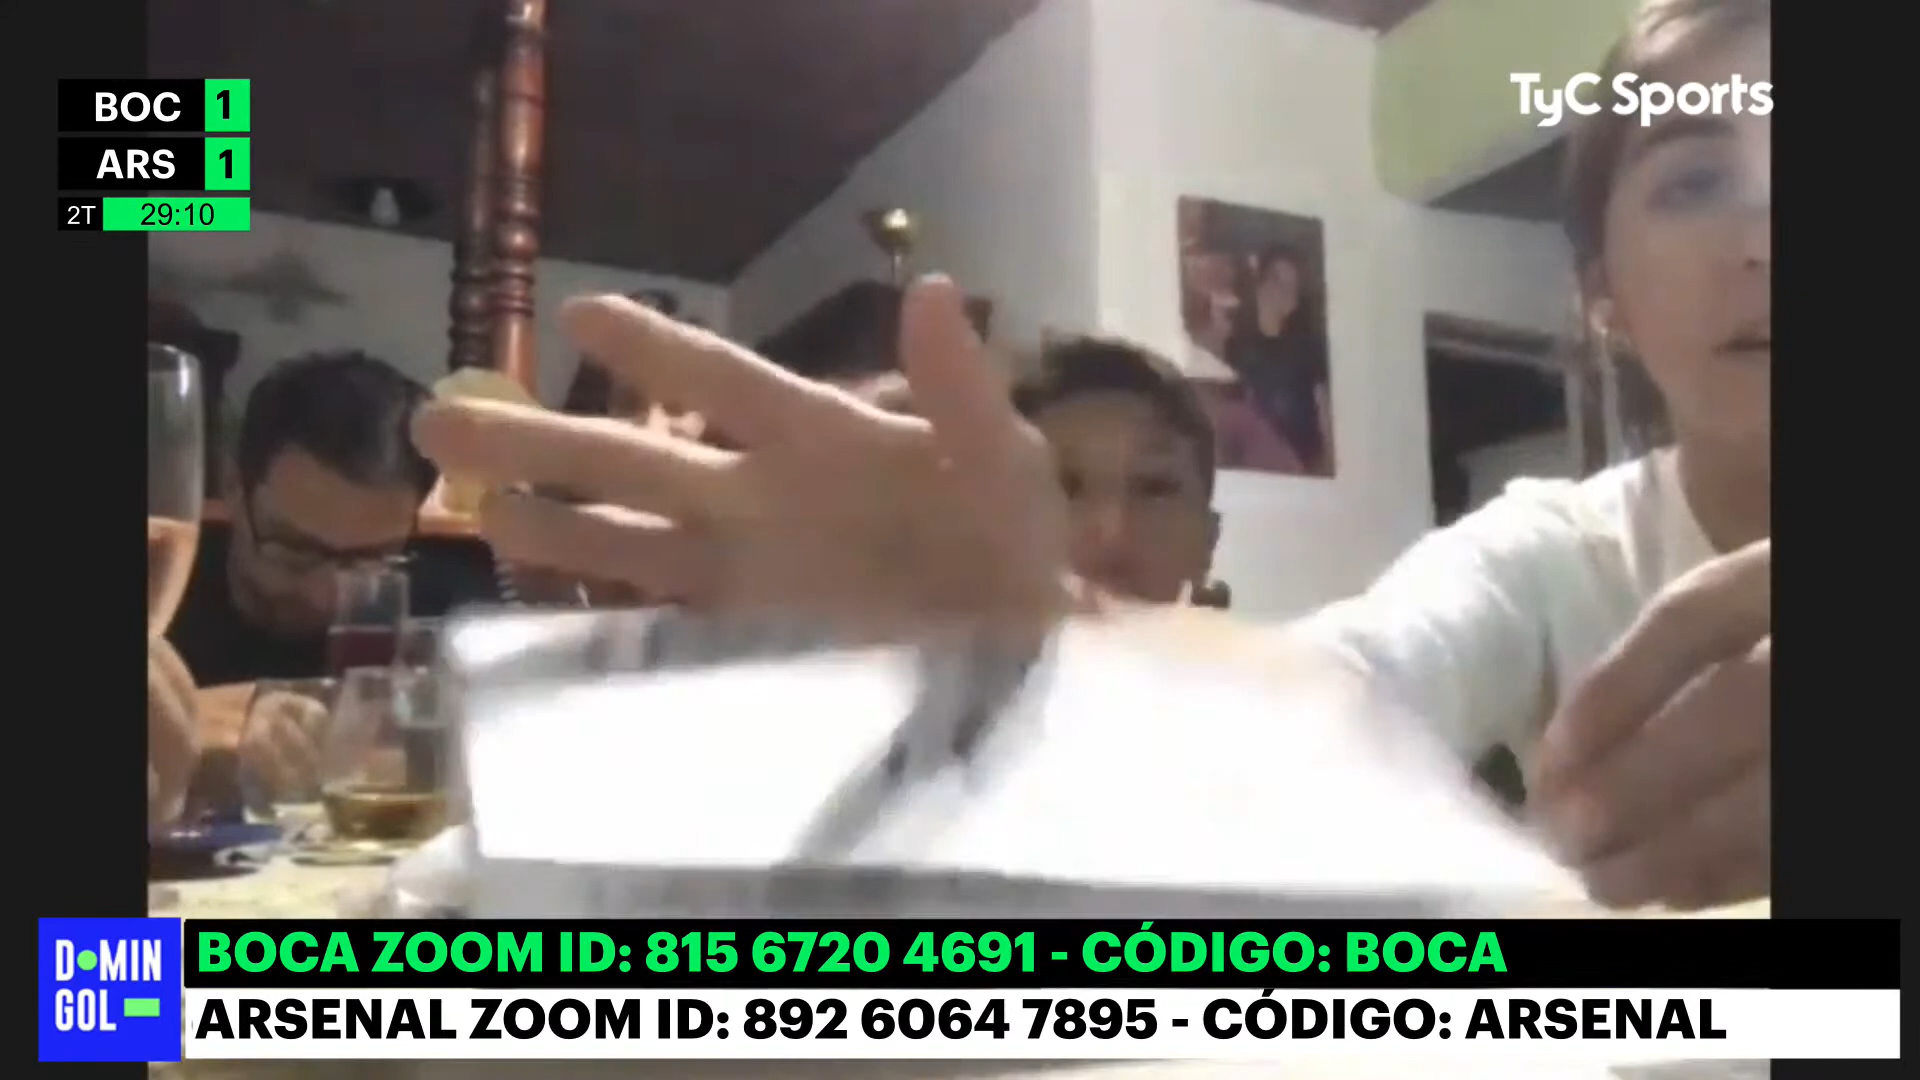 BOC 1
ARS 1
2T 29:10
TyC Sports
BOCA ZOOM ID: 815 6720 4691 - CÓDIGO: BOCA
ARSENAL ZOOM ID: 892 6064 7895 - CÓDIGO: ARSENAL
D•MIN
GOL